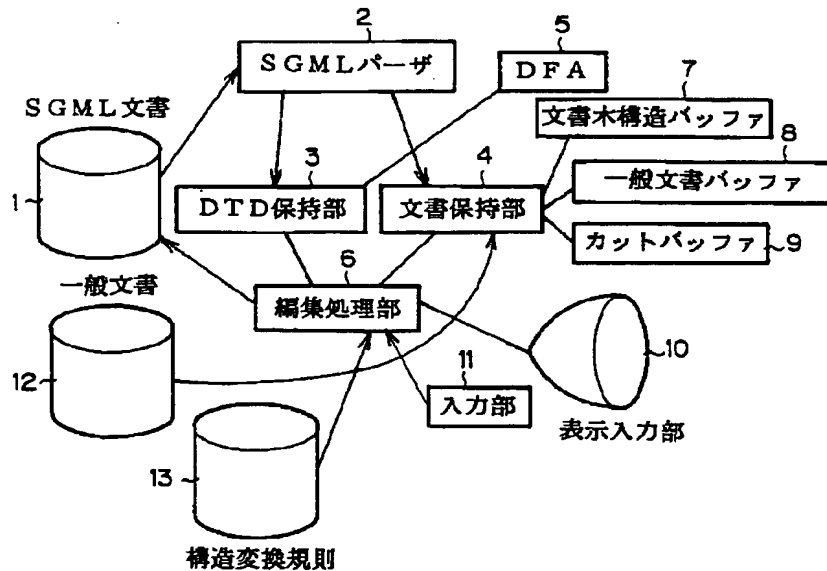 2
ＳＧＭＬパーザ
5
ＤＦＡ
7
文書木構造バッファ
ＳＧＭＬ文書
1
3
ＤＴＤ保持部
4
文書保持部
8
一般文書バッファ
カットバッファ
9
6
編集処理部
一般文書
12
10
表示入力部
11
入力部
13
構造変換規則